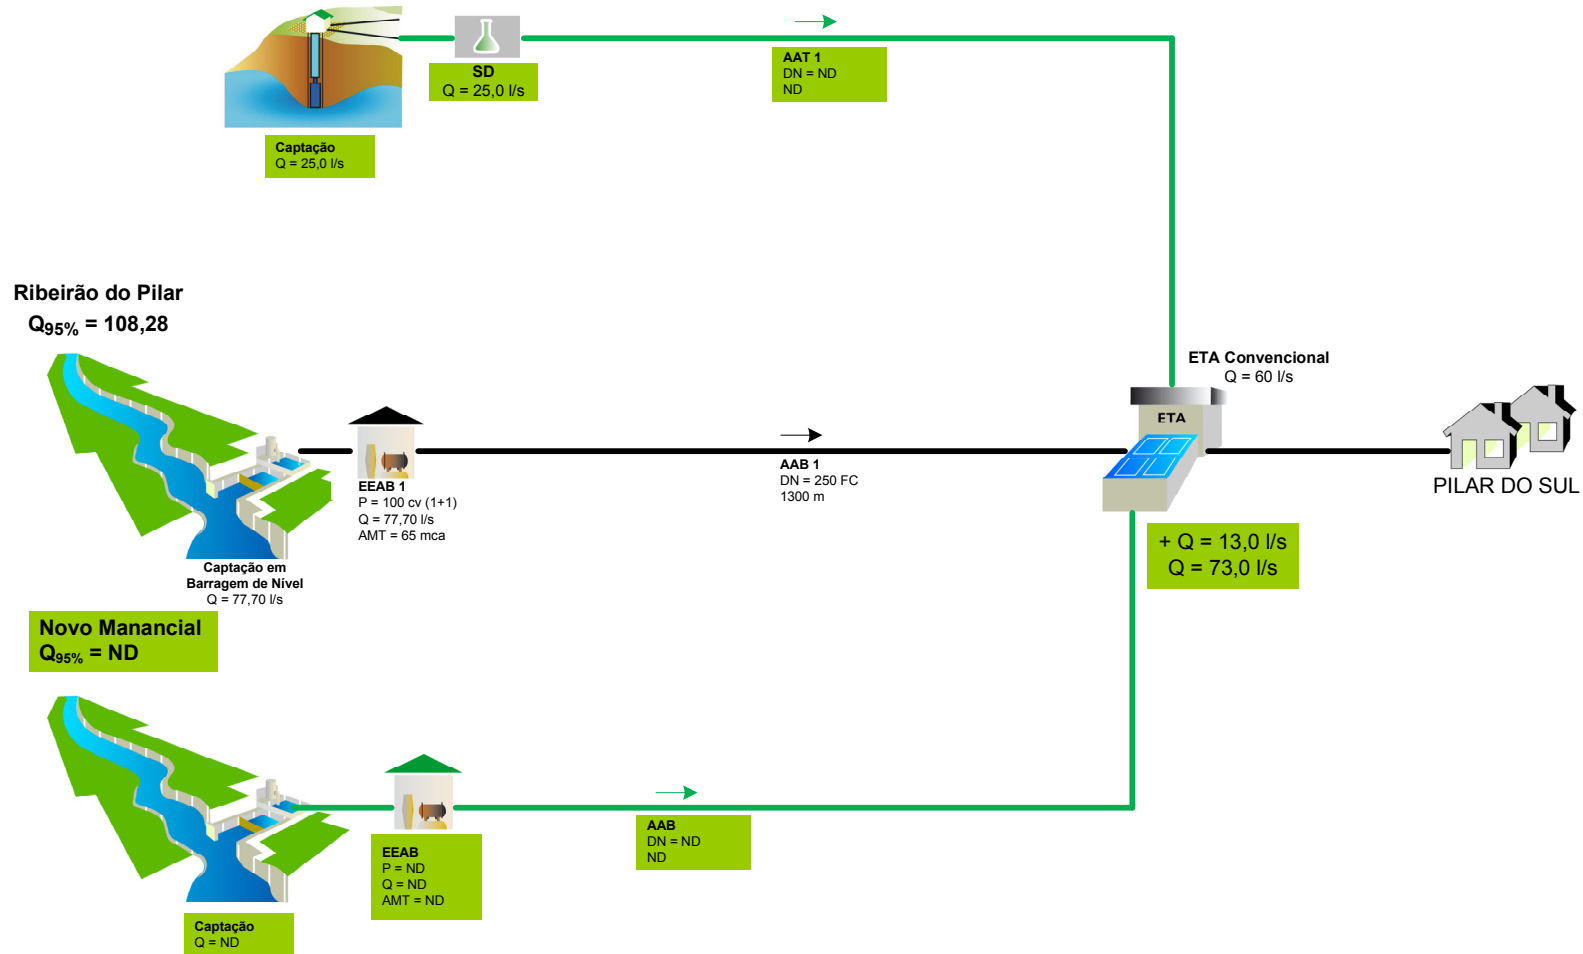 SD
Q = 25,0 l/s
AAT 1
DN = ND
ND
Captação
Q = 25,0 l/s
Ribeirão do Pilar
Q95% = 108,28
ETA Convencional
Q = 60 l/s
ETA
EEAB 1
P = 100 cv (1+1)
Q = 77,70 l/s
AMT = 65 mca
AAB 1
DN = 250 FC
1300 m
PILAR DO SUL
+ Q = 13,0 l/s
Q = 73,0 l/s
Captação em
Barragem de Nível
Q = 77,70 l/s
Novo Manancial
Q95% = ND
EEAB
P = ND
Q = ND
AMT = ND
AAB
DN = ND
ND
Captação
Q = ND